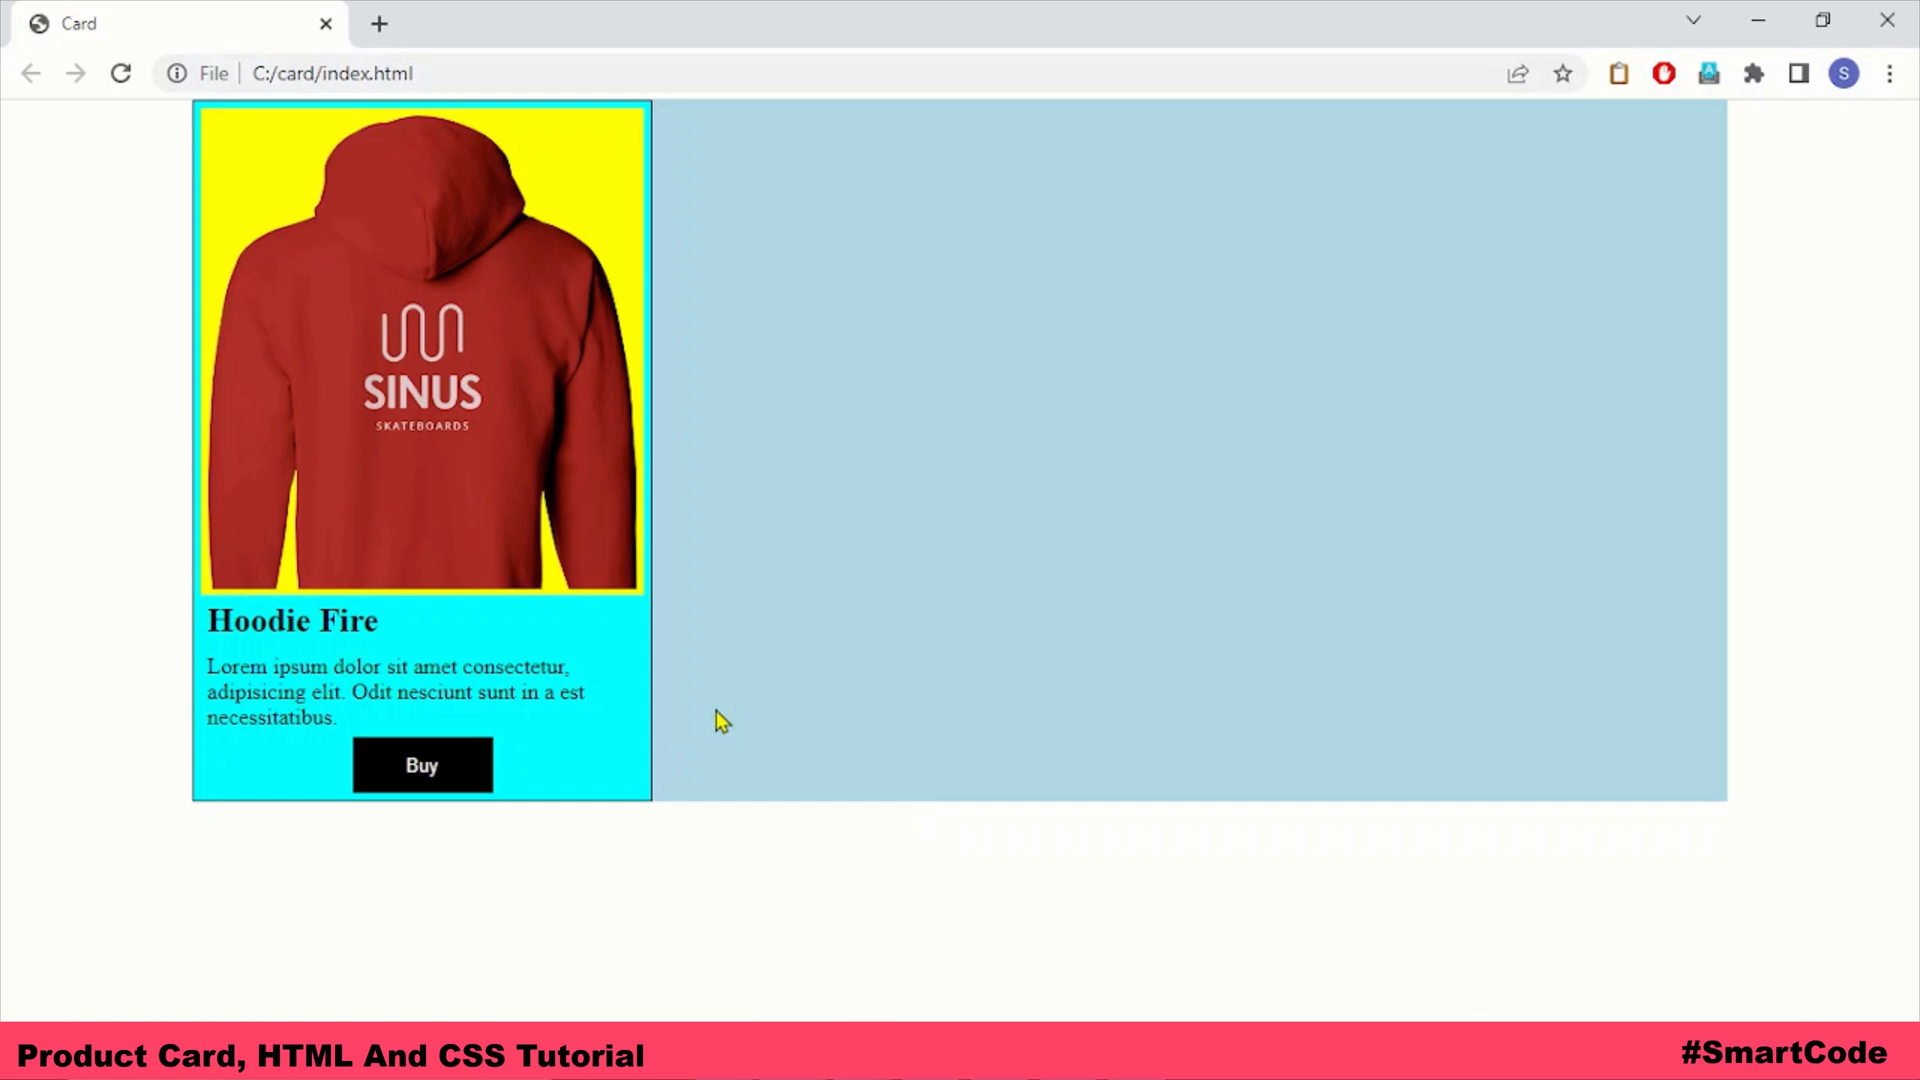 Card
File
C:/card/index.html
S
SINUS
SKATEBOARDS
Hoodie Fire
Lorem ipsum dolor sit amet consectetur,
adipisicing elit. Odit nesciunt sunt in a est
necessitatibus.
Buy
Product Card, HTML And CSS Tutorial
#SmartCode